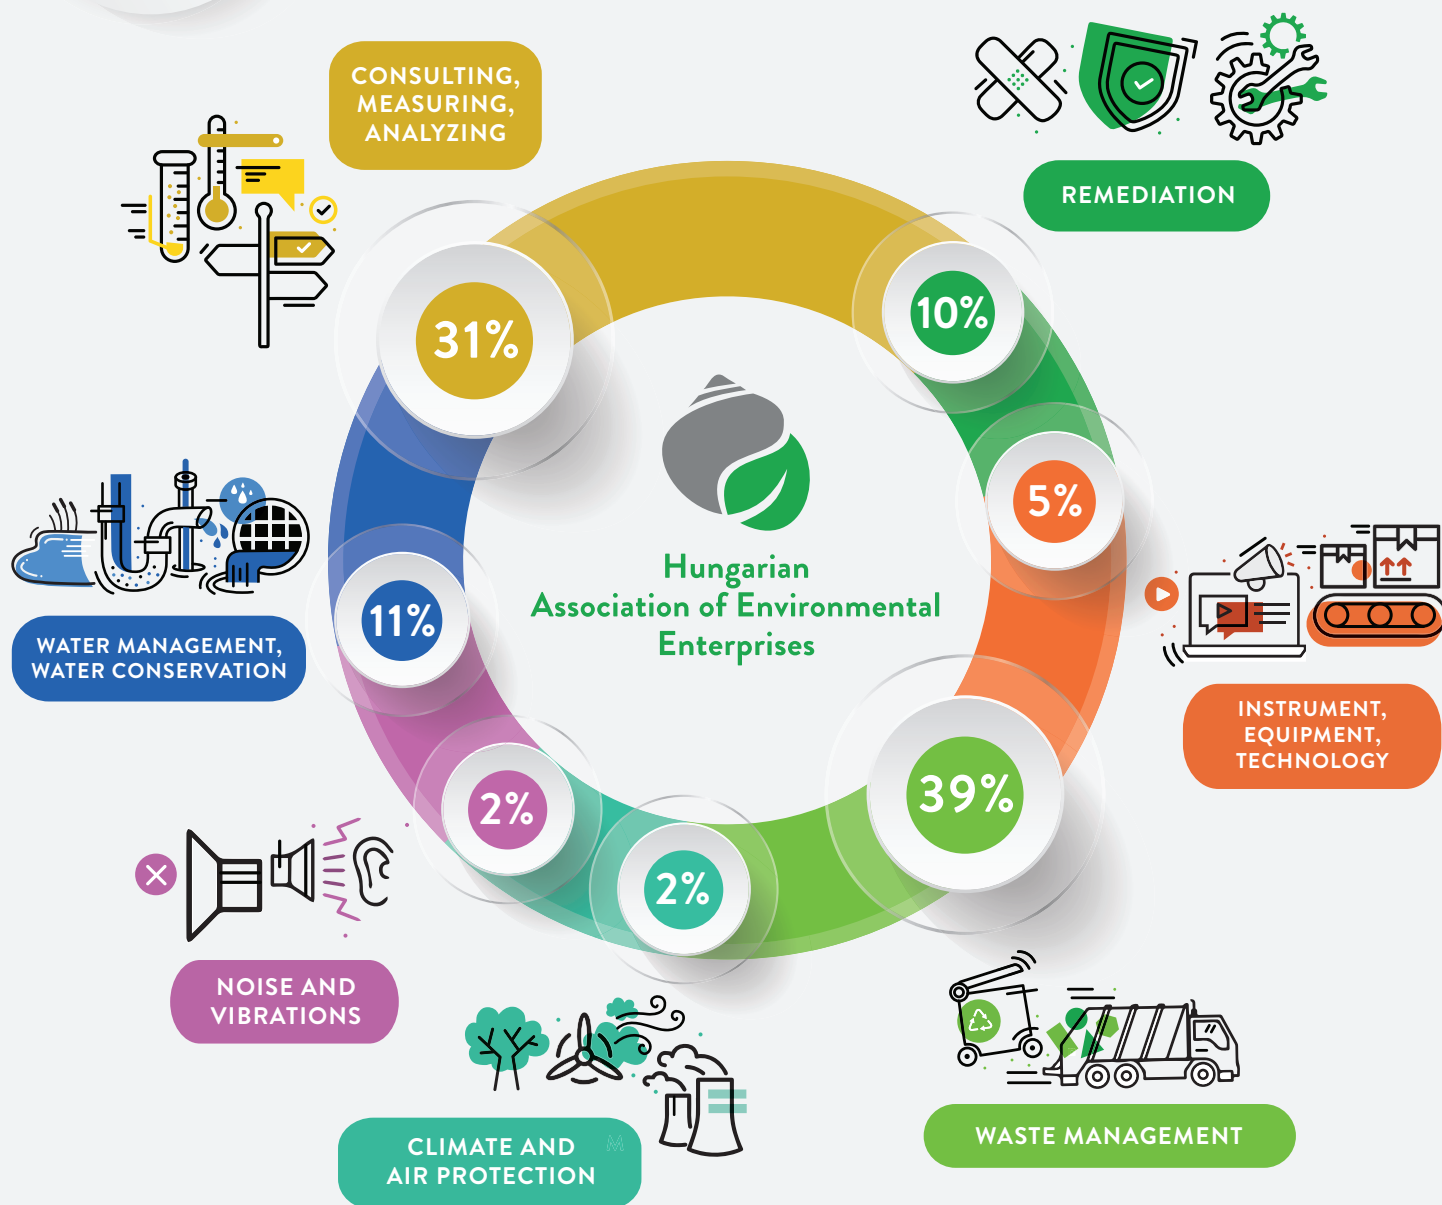 CONSULTING,
MEASURING,
ANALYZING
REMEDIATION
31%
10%
5%
Hungarian
Association of Environmental
Enterprises
11%
WATER MANAGEMENT,
WATER CONSERVATION
INSTRUMENT,
EQUIPMENT,
TECHNOLOGY
39%
2%
2%
NOISE AND
VIBRATIONS
CLIMATE AND
AIR PROTECTION
M
WASTE MANAGEMENT